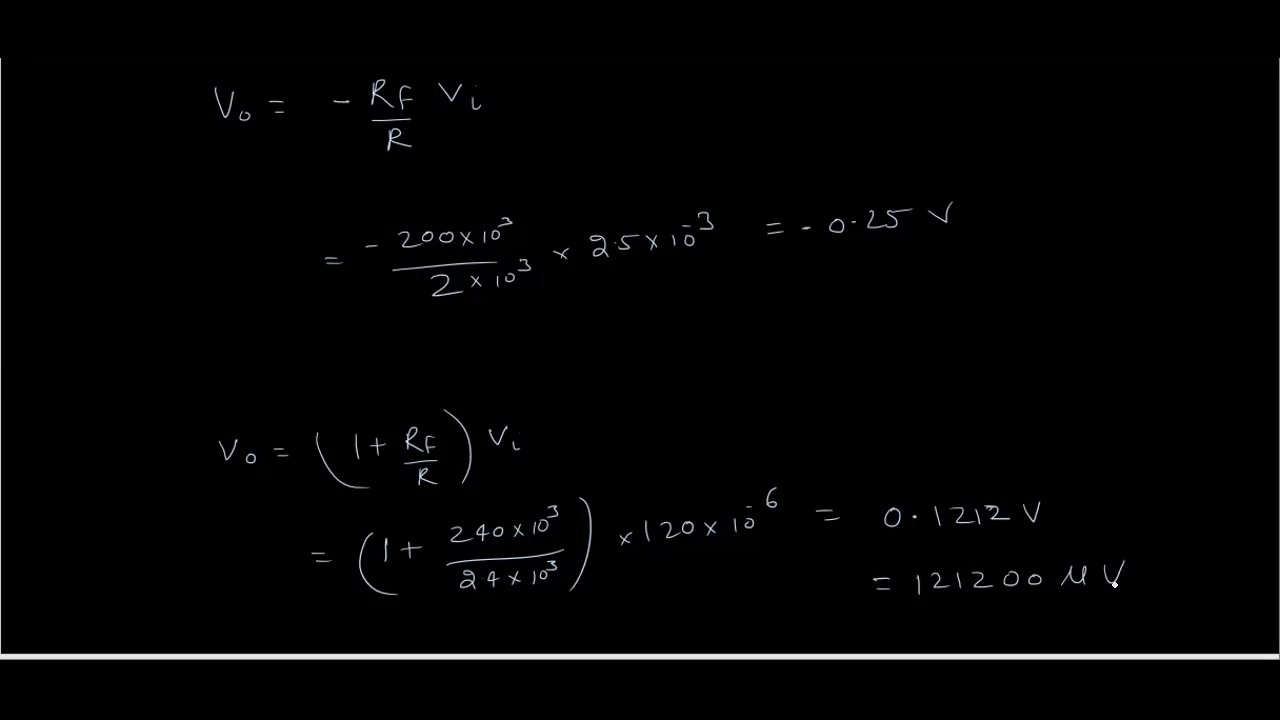 V₀ = - RF/R Vi
= - 200×10³/2×10³ × 2.5×10⁻³ = - 0.25 V
V₀ = (1 + RF/R) Vi
= (1 + 240×10³/2.4×10³) × 120×10⁻⁶ = 0.1212 V
= 121200 μV